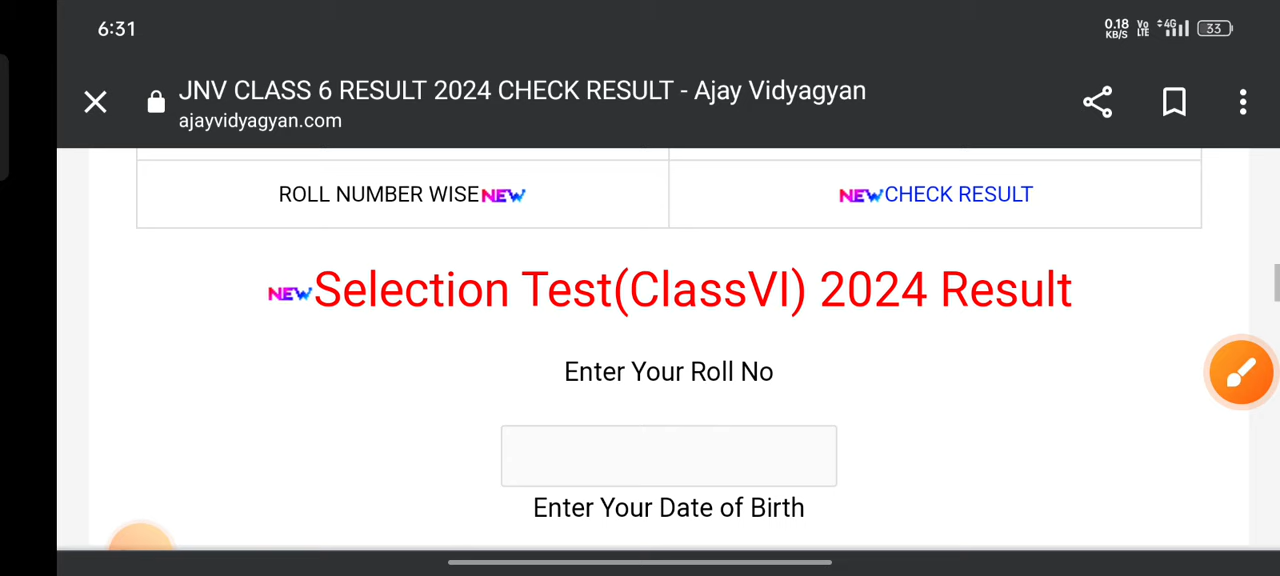 6:31
0.18 KB/S Vo LTE 4G 33
JNV CLASS 6 RESULT 2024 CHECK RESULT - Ajay Vidyagyan
ajayvidyagyan.com
ROLL NUMBER WISE NEW
NEW CHECK RESULT
NEW Selection Test(ClassVI) 2024 Result
Enter Your Roll No
Enter Your Date of Birth